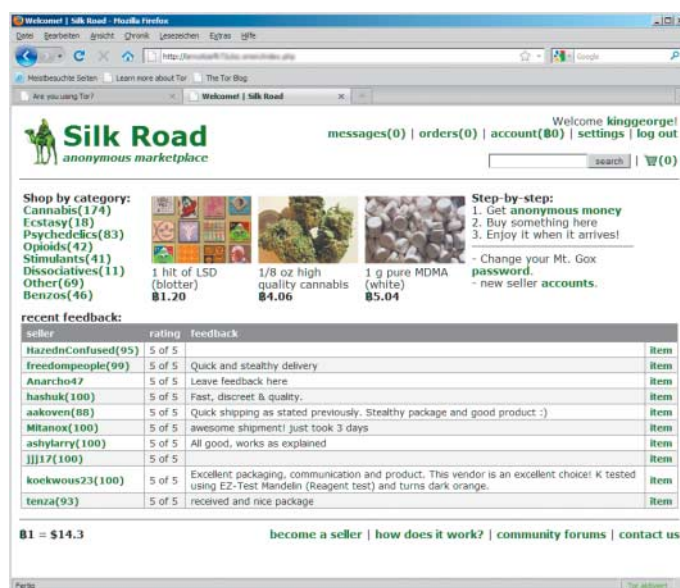 Welcome! | Silk Road - Mozilla Firefox
Datei Bearbeiten Ansicht Chronik Lesezeichen Extras Hilfe
http://
Google
Meistbesuchte Seiten Learn more about Tor The Tor Blog
Are you using Tor? Welcome! | Silk Road
Welcome kinggeorge!
messages(0) | orders(0) | account(฿0) | settings | log out
Silk Road
anonymous marketplace
search | (0)
Shop by category:
Cannabis(174)
Ecstasy(18)
Psychedelics(83)
Opioids(42)
Stimulants(41)
Dissociatives(11)
Other(69)
Benzos(46)
1 hit of LSD
(blotter)
฿1.20
1/8 oz high
quality cannabis
฿4.06
1 g pure MDMA
(white)
฿5.04
Step-by-step:
1. Get anonymous money
2. Buy something here
3. Enjoy it when it arrives!
- Change your Mt. Gox
password.
- new seller accounts.
recent feedback:
seller rating feedback
HazednConfused(95) 5 of 5 item
freedompeople(99) 5 of 5 Quick and stealthy delivery item
Anarcho47 5 of 5 Leave feedback here item
hashuk(100) 5 of 5 Fast, discreet & quality. item
aakoven(88) 5 of 5 Quick shipping as stated previously. Stealthy package and good product :) item
Mitanox(100) 5 of 5 awesome shipment! just took 3 days item
ashylarry(100) 5 of 5 All good, works as explained item
jjj17(100) 5 of 5 item
koekwous23(100) 5 of 5 Excellent packaging, communication and product. This vendor is an excellent choice! K tested item
using EZ-Test Mandelin (Reagent test) and turns dark orange.
tenza(93) 5 of 5 received and nice package item
฿1 = $14.3 become a seller | how does it work? | community forums | contact us
Fertig Tor aktiviert